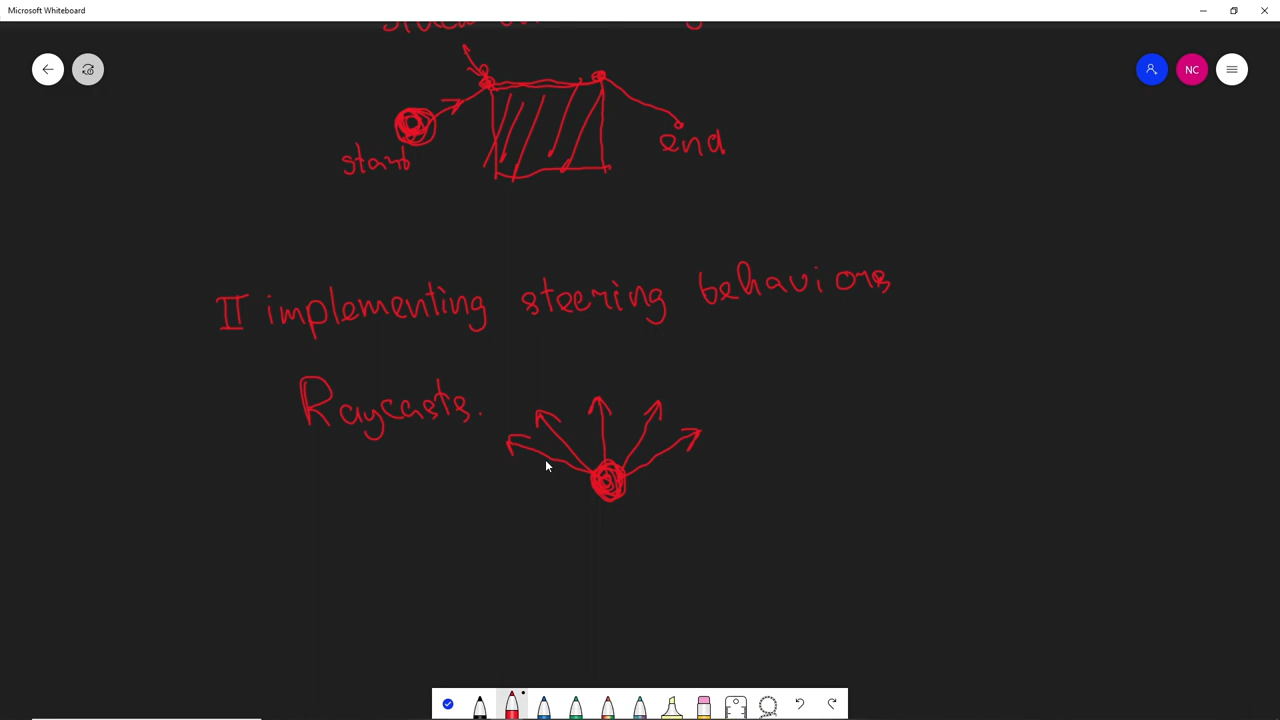 Microsoft Whiteboard
NC
start
end
II implementing steering behaviors
Raycasts.